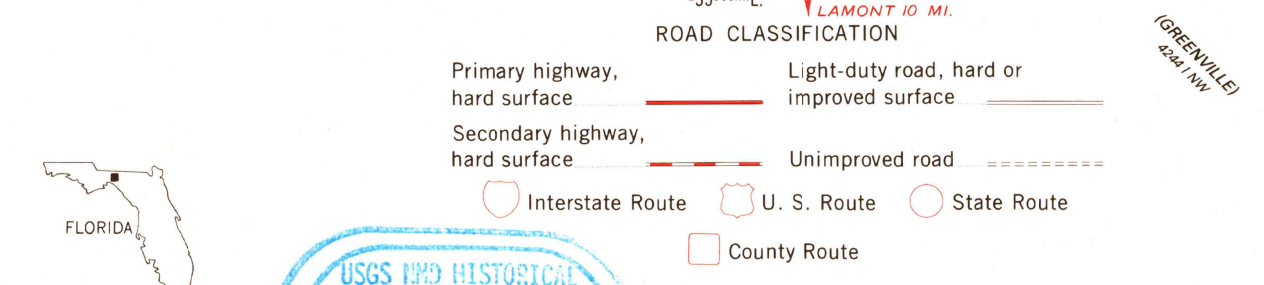 LAMONT 10 MI.
ROAD CLASSIFICATION
(GREENVILLE)
4244 I NW
Primary highway,
hard surface
Light-duty road, hard or
improved surface
Secondary highway,
hard surface
Unimproved road
Interstate Route
U. S. Route
State Route
County Route
FLORIDA
USGS NMD HISTORICAL